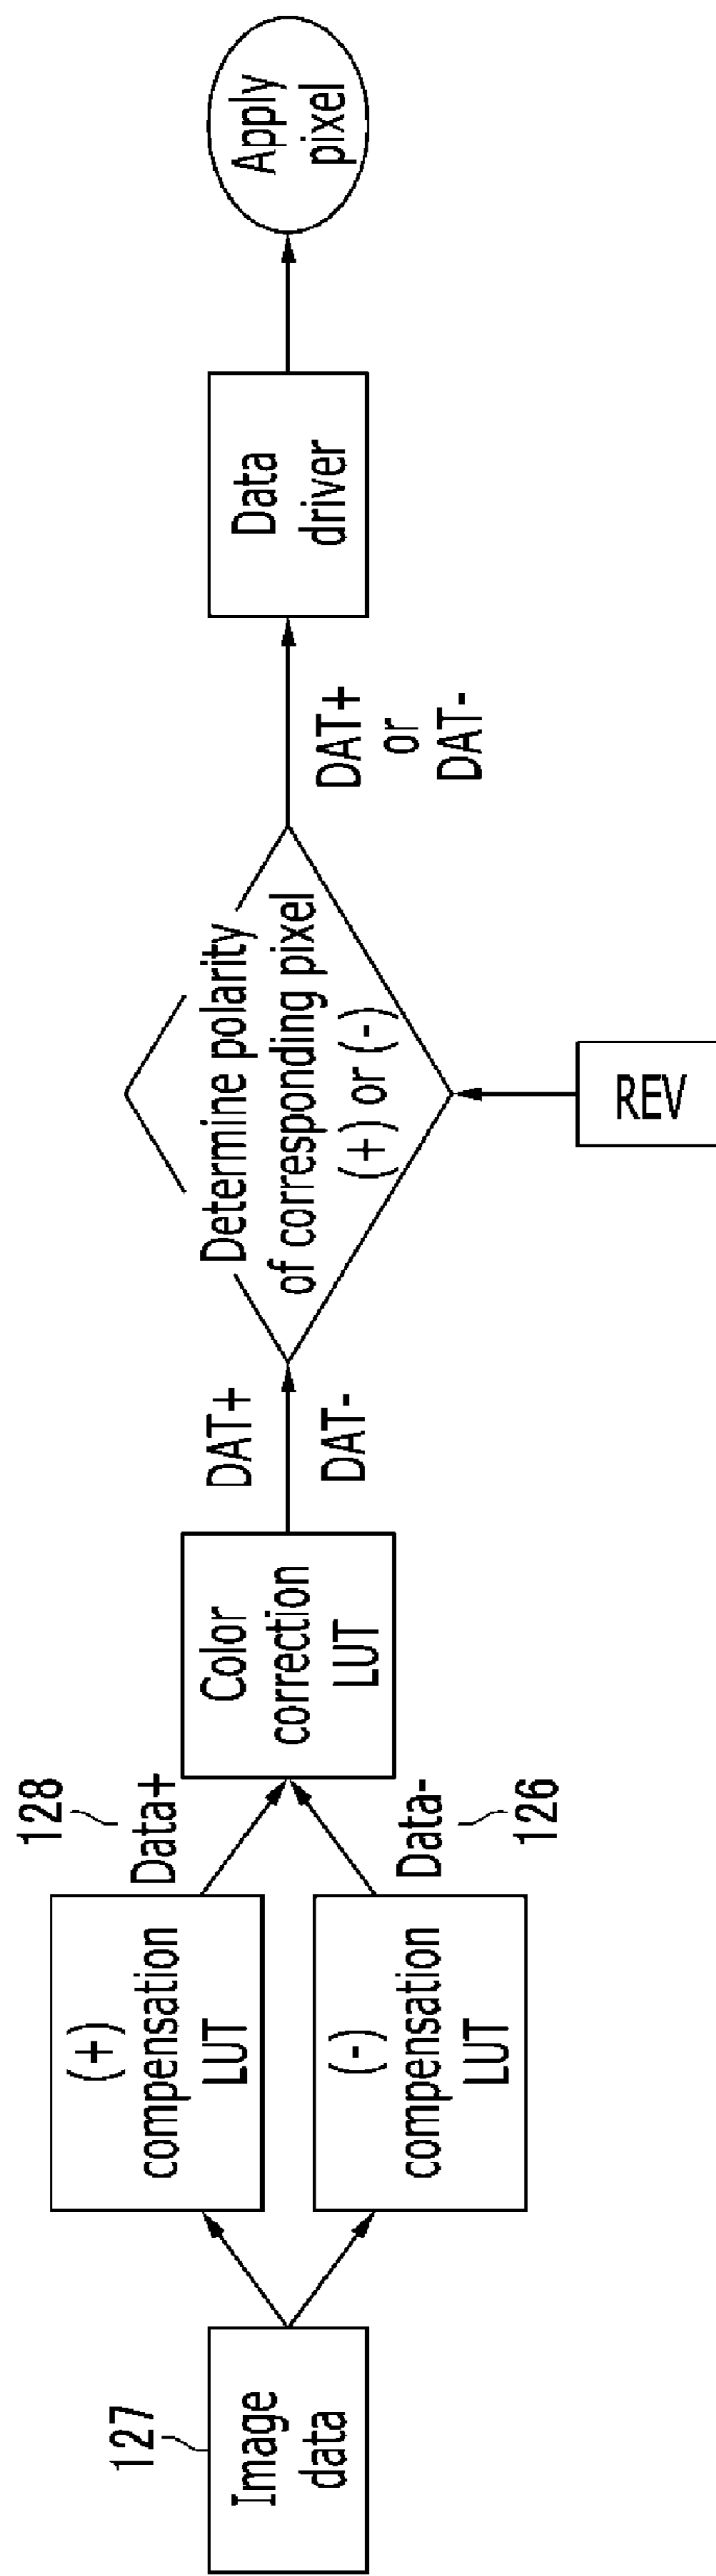 127
Image
data
(+)
compensation
LUT
128
Data+
(-)
compensation
LUT
Data-
126
Color
correction
LUT
DAT+
DAT-
Determine polarity
of corresponding pixel
(+) or (-)
REV
DAT+
or
DAT-
Data
driver
Apply
pixel